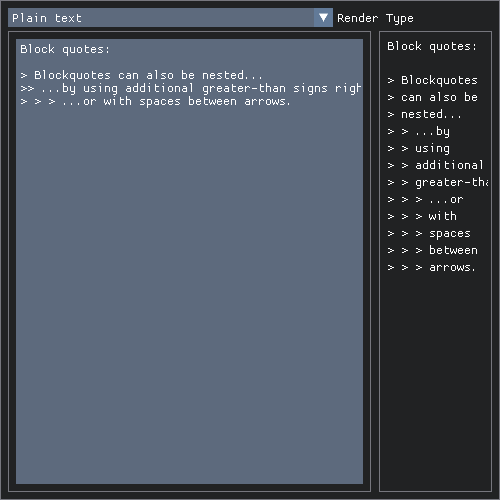 Plain text
Render Type
Block quotes:
> Blockquotes can also be nested...
>> ...by using additional greater-than signs righ
> > > ...or with spaces between arrows.
Block quotes:
> Blockquotes
> can also be
> nested...
> > ...by
> > using
> > additional
> > greater-tha
> > > ...or
> > > with
> > > spaces
> > > between
> > > arrows.